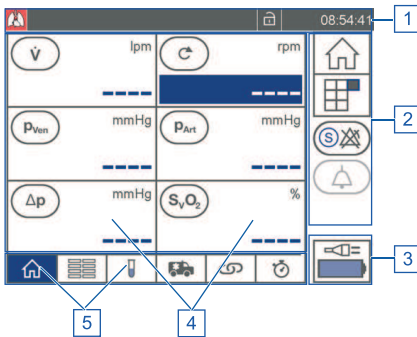 08:54:41
1
V̇ lpm
rpm
---- ----
pVen mmHg
pArt mmHg
---- ----
Δp mmHg
SvO2 %
---- ----
S
2
3
4
5